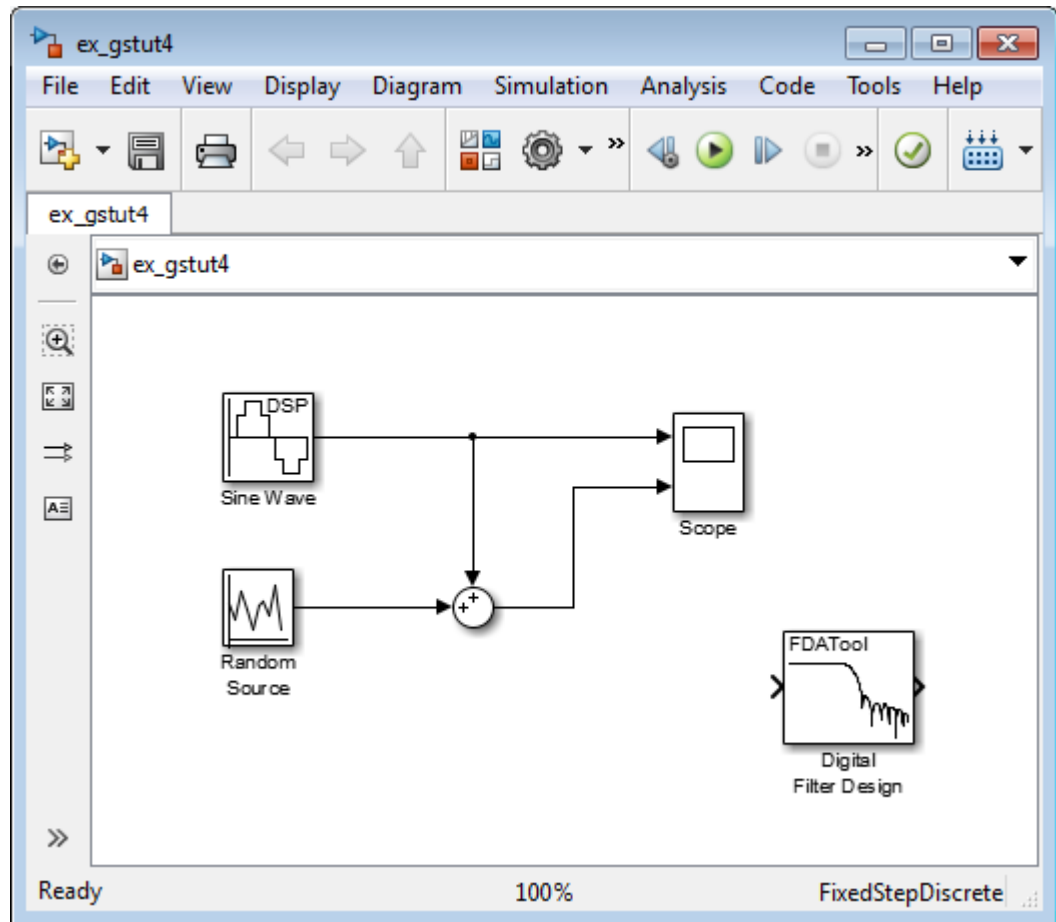 ex_gstut4
File Edit View Display Diagram Simulation Analysis Code Tools Help
ex_gstut4
ex_gstut4
DSP
Sine Wave
Scope
Random
Source
FDATool
Digital
Filter Design
Ready 100% FixedStepDiscrete